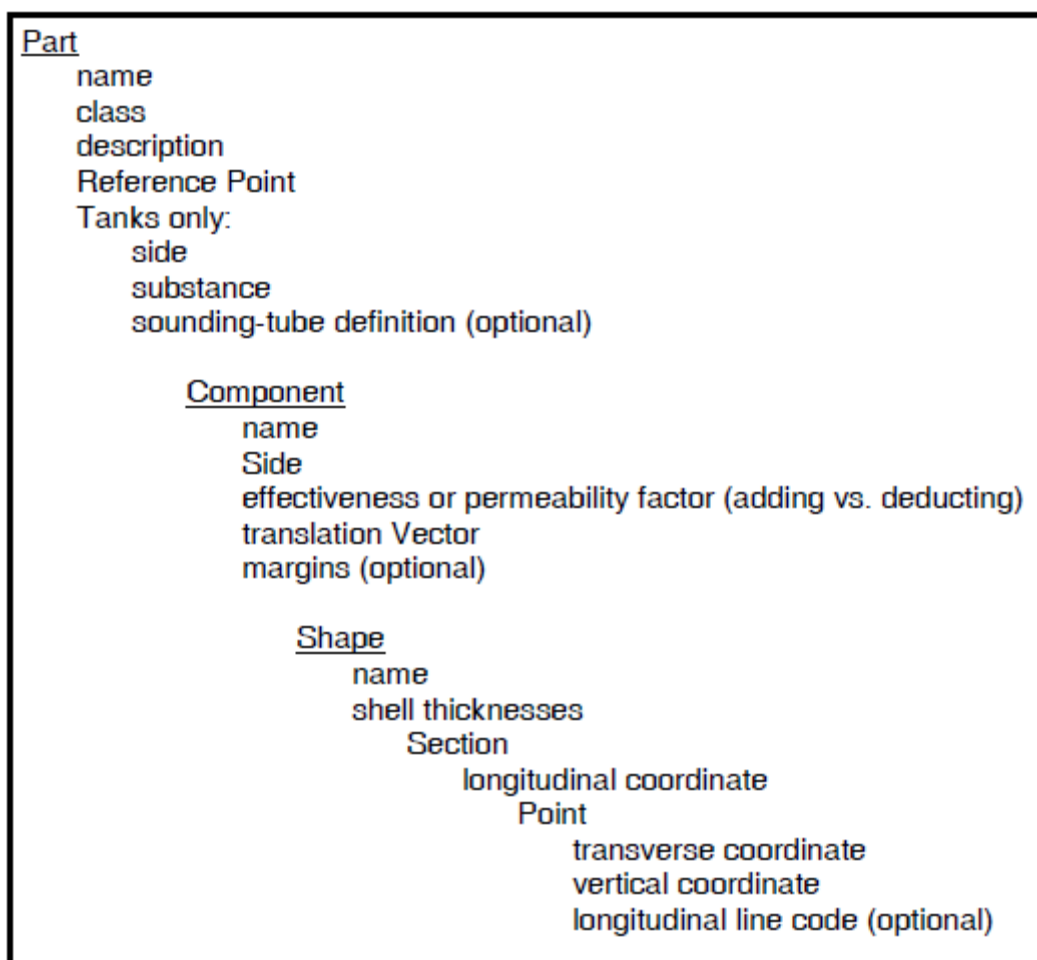 Part
name
class
description
Reference Point
Tanks only:
side
substance
sounding-tube definition (optional)
Component
name
Side
effectiveness or permeability factor (adding vs. deducting)
translation Vector
margins (optional)
Shape
name
shell thicknesses
Section
longitudinal coordinate
Point
transverse coordinate
vertical coordinate
longitudinal line code (optional)